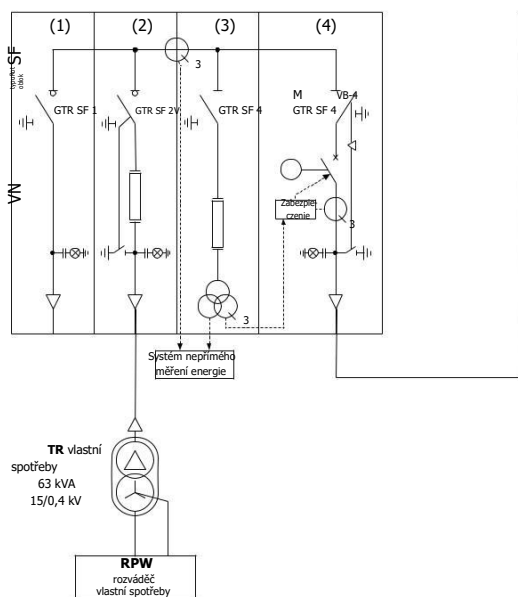 (1)
(2)
(3)
(4)
SF
VN
3
GTR SF 1
GTR SF 2V
GTR SF 4
M
VB-4
GTR SF 4
Zabezpie-
czenie
3
3
Systém nepřímého
měření energie
TR vlastní
spotřeby
63 kVA
15/0,4 kV
RPW
rozváděč
vlastní spotřeby